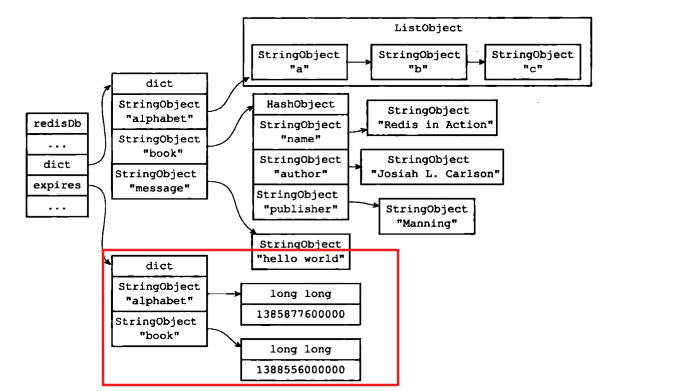 ListObject
StringObject
"a"
StringObject
"b"
StringObject
"c"
redisDb
...
dict
expires
...
dict
StringObject
"alphabet"
StringObject
"book"
StringObject
"message"
HashObject
StringObject
"name"
StringObject
"author"
StringObject
"publisher"
StringObject
"Redis in Action"
StringObject
"Josiah L. Carlson"
StringObject
"Manning"
StringObject
"hello world"
dict
StringObject
"alphabet"
StringObject
"book"
long long
1385877600000
long long
1388556000000